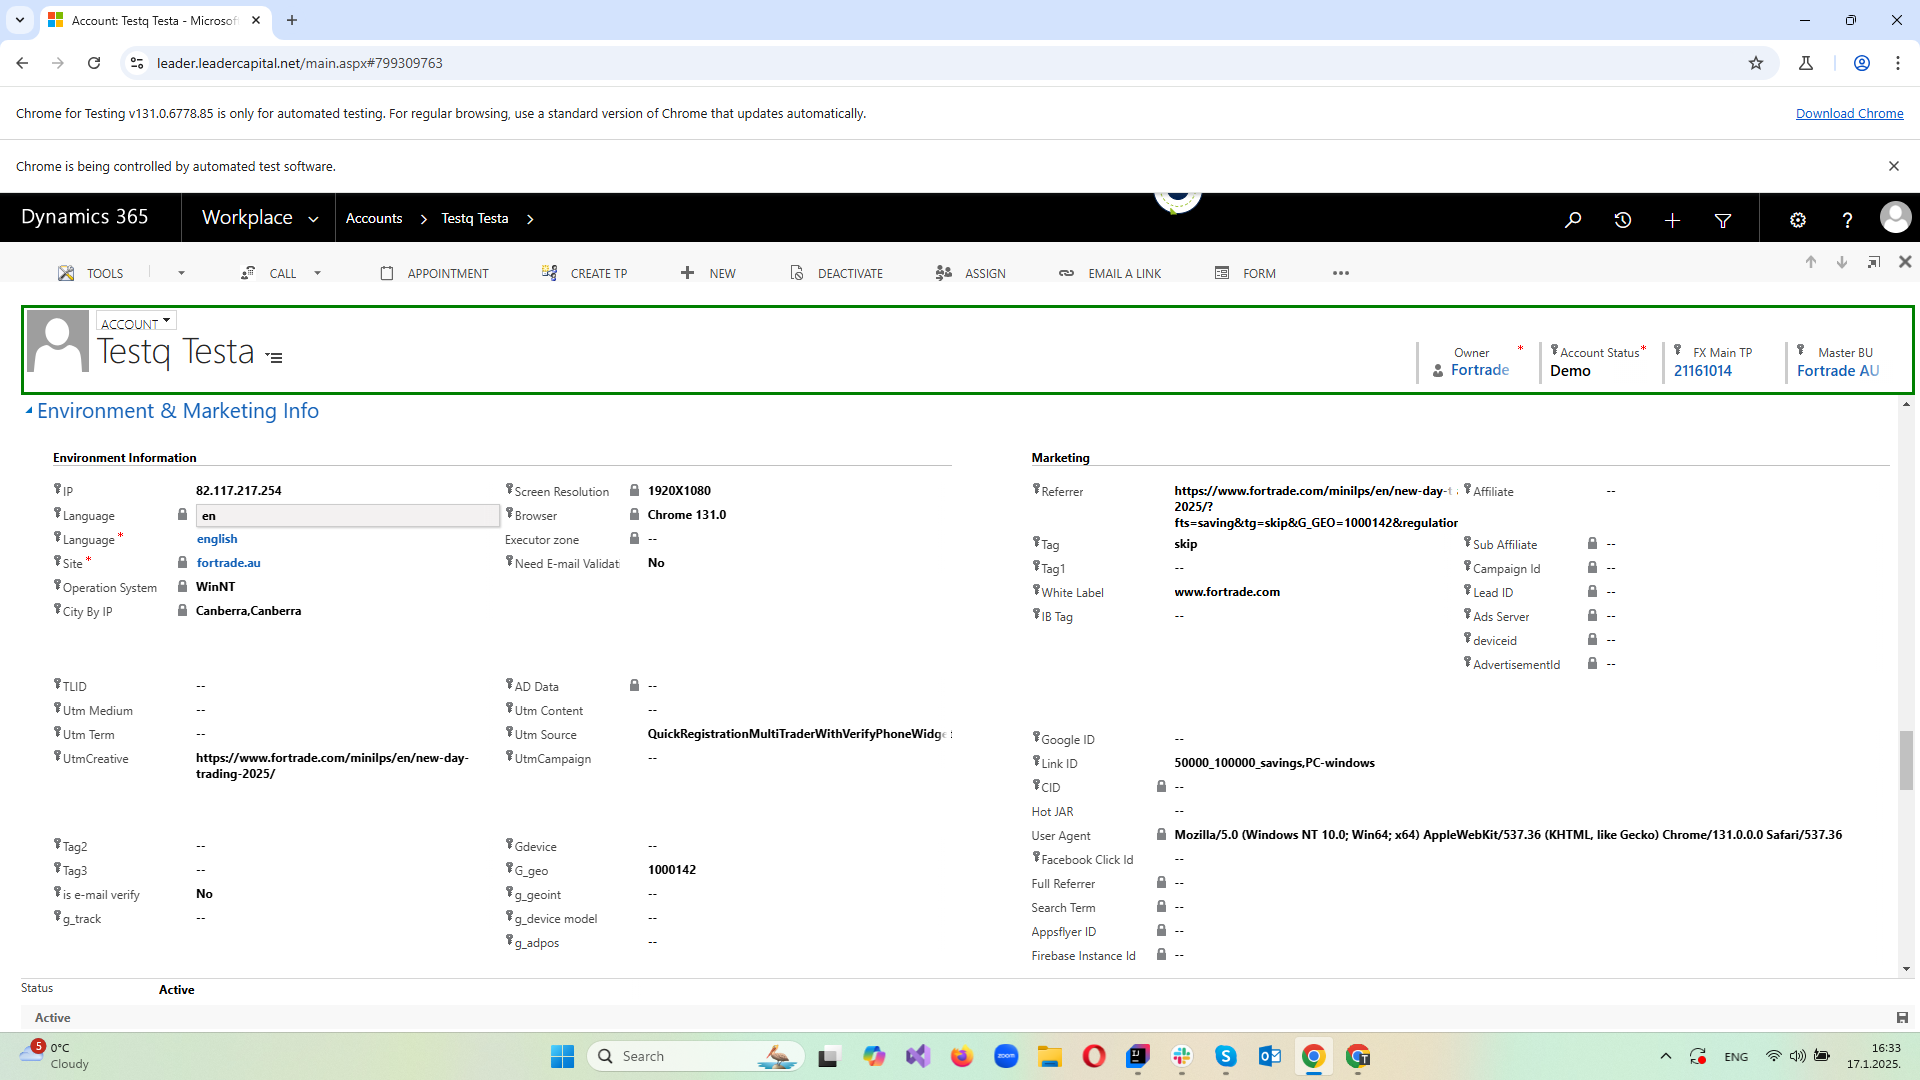 Account: Testq Testa - Microsof
leader.leadercapital.net/main.aspx#799309763
Chrome for Testing v131.0.6778.85 is only for automated testing. For regular browsing, use a standard version of Chrome that updates automatically.
Download Chrome
Chrome is being controlled by automated test software.
Dynamics 365
Workplace
Accounts
Testq Testa
TOOLS
CALL
APPOINTMENT
CREATE TP
NEW
DEACTIVATE
ASSIGN
EMAIL A LINK
FORM
ACCOUNT
Testq Testa
Owner *
Fortrade
Account Status *
Demo
FX Main TP
21161014
Master BU
Fortrade AU
Environment & Marketing Info
Environment Information
IP 82.117.217.254
Language en
Language * english
Site * fortrade.au
Operation System WinNT
City By IP Canberra,Canberra
Screen Resolution 1920X1080
Browser Chrome 131.0
Executor zone --
Need E-mail Validat No
TLID --
Utm Medium --
Utm Term --
UtmCreative https://www.fortrade.com/minilps/en/new-day-
trading-2025/
AD Data --
Utm Content --
Utm Source QuickRegistrationMultiTraderWithVerifyPhoneWidge
UtmCampaign --
Tag2 --
Tag3 --
is e-mail verify No
g_track --
Gdevice --
G_geo 1000142
g_geoint --
g_device model --
g_adpos --
Marketing
Referrer https://www.fortrade.com/minilps/en/new-day-t
2025/?
fts=saving&tg=skip&G_GEO=1000142&regulation
Tag skip
Tag1 --
White Label www.fortrade.com
IB Tag --
Affiliate --
Sub Affiliate --
Campaign Id --
Lead ID --
Ads Server --
deviceid --
AdvertisementId --
Google ID --
Link ID 50000_100000_savings,PC-windows
CID --
Hot JAR --
User Agent Mozilla/5.0 (Windows NT 10.0; Win64; x64) AppleWebKit/537.36 (KHTML, like Gecko) Chrome/131.0.0.0 Safari/537.36
Facebook Click Id --
Full Referrer --
Search Term --
Appsflyer ID --
Firebase Instance Id --
Status Active
Active
5
0°C
Cloudy
Search
zoom
ENG
16:33
17.1.2025.